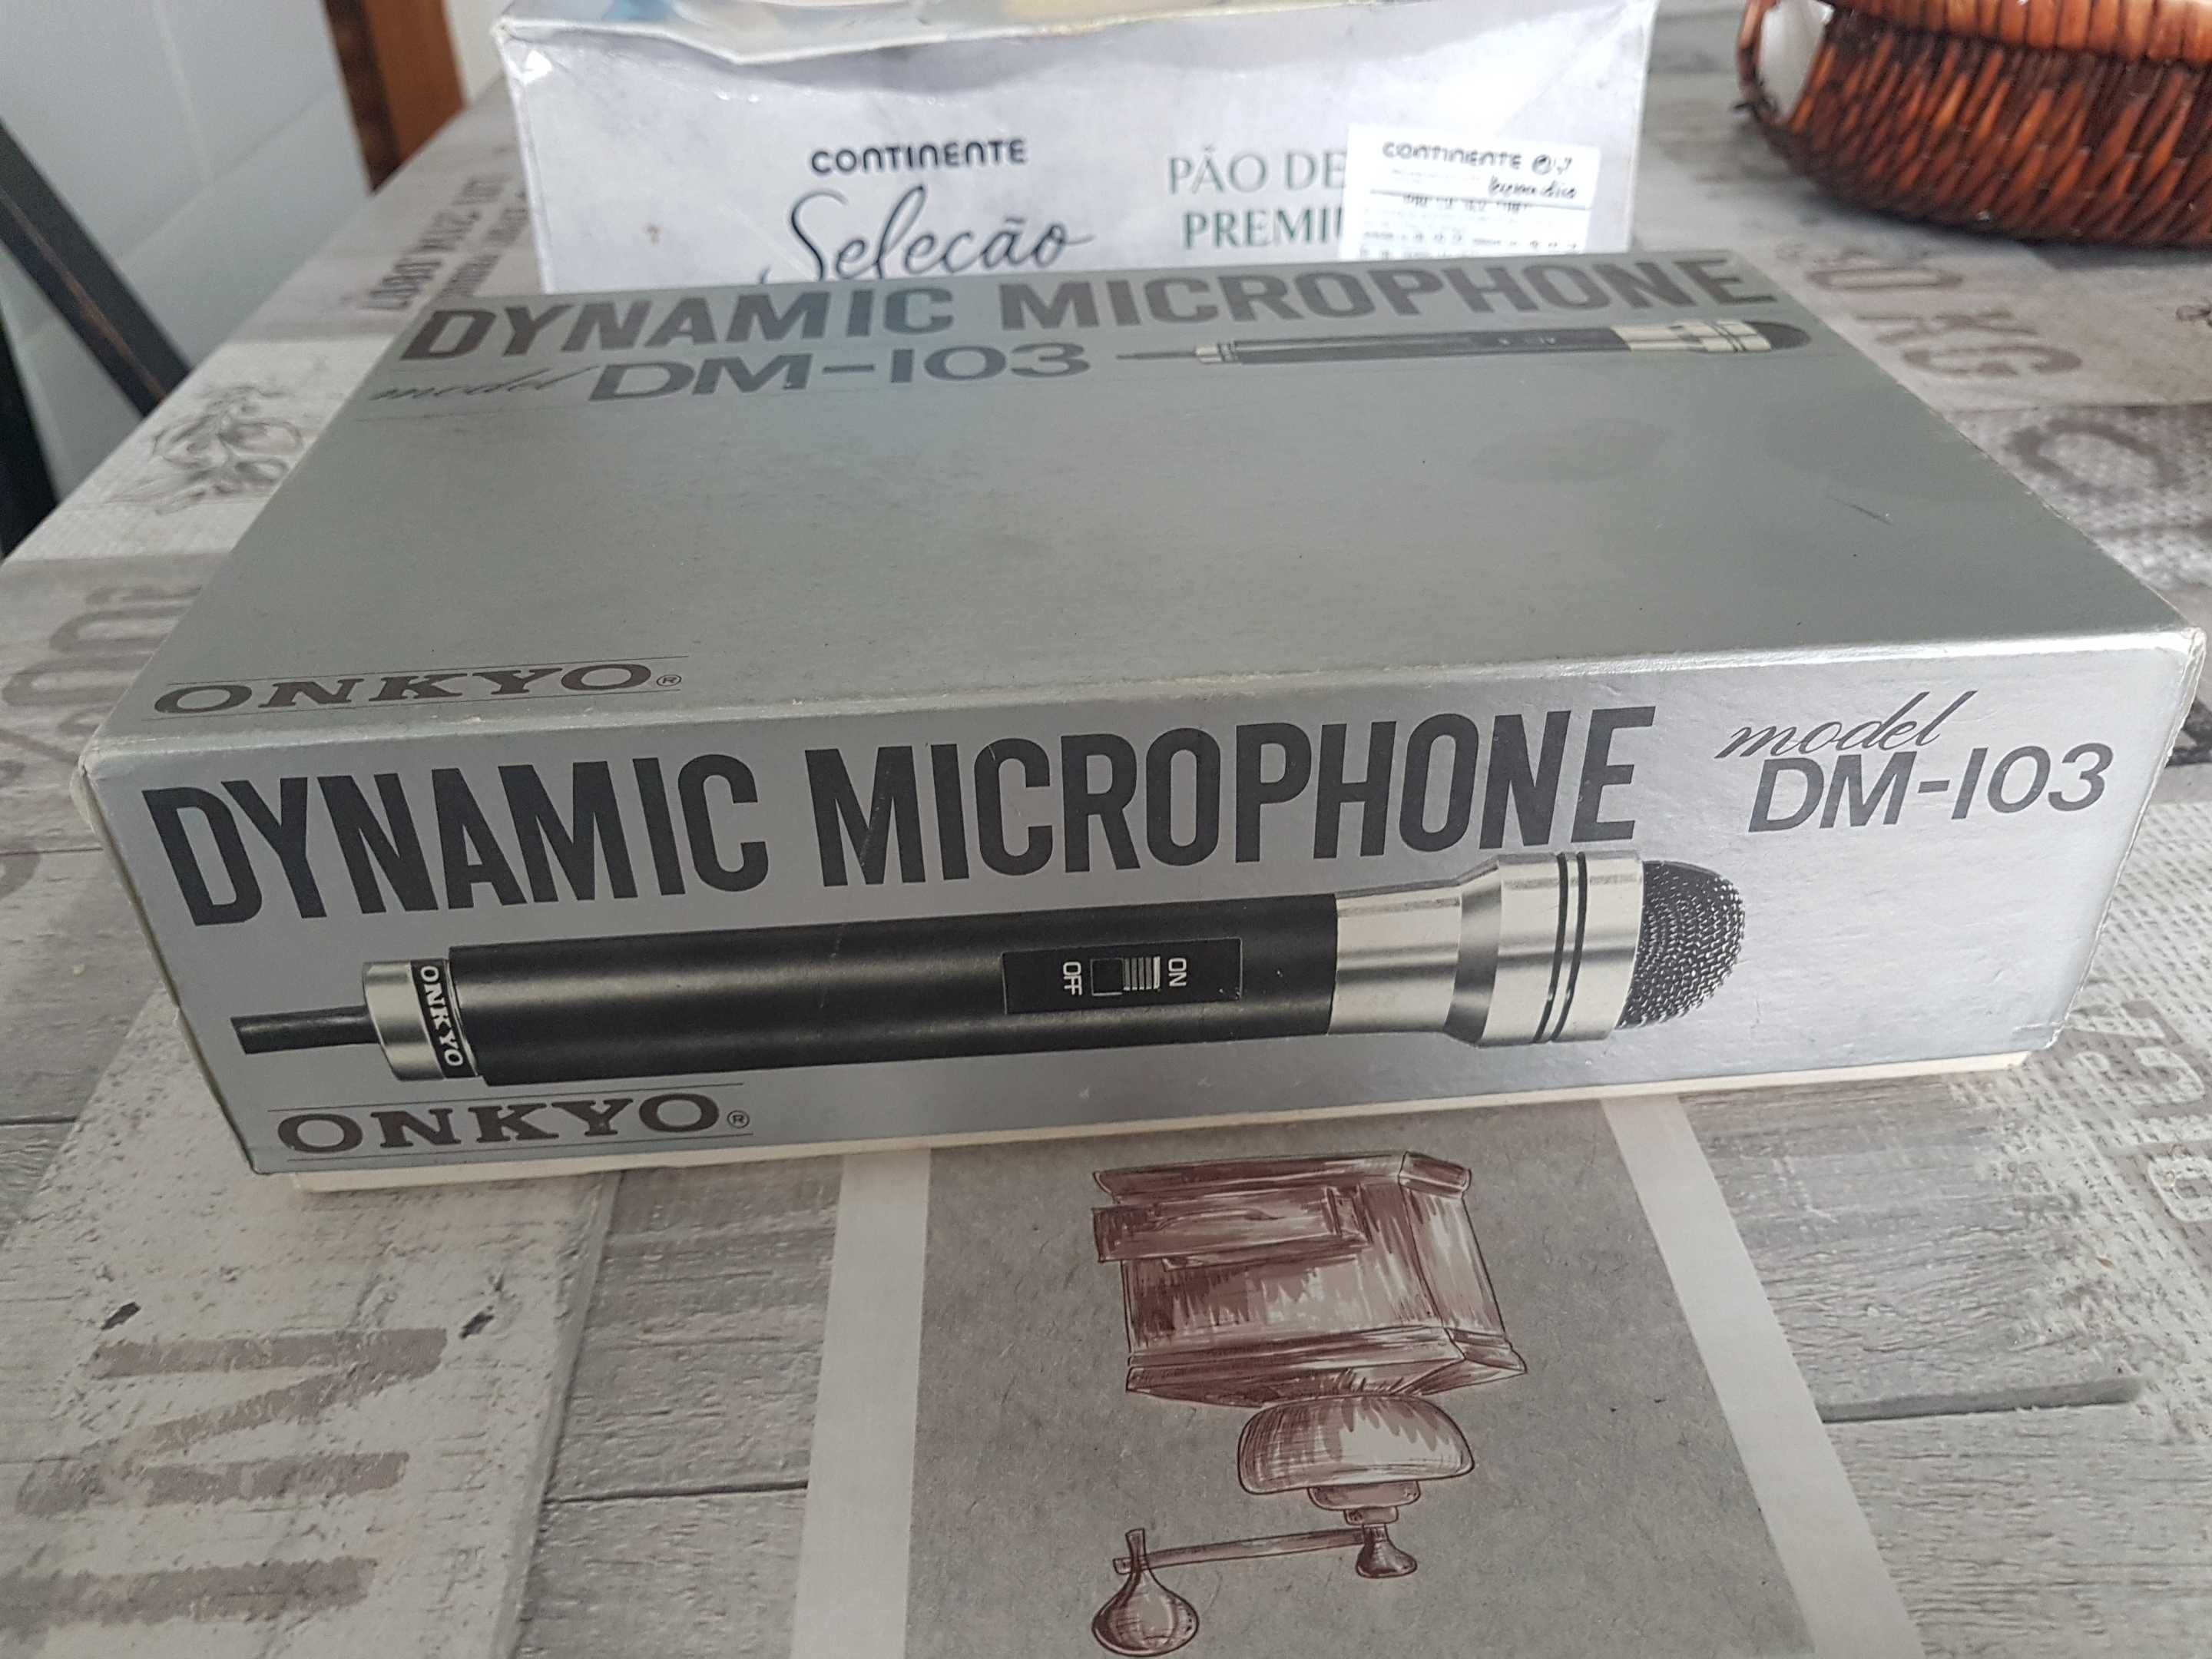 CONTINENTE
Seleção
PÃO DE
PREMI
CONTINENTE
DYNAMIC MICROPHONE
model DM-103
ONKYO®
DYNAMIC MICROPHONE
model
DM-103
ON
OFF
ONKYO
ONKYO®